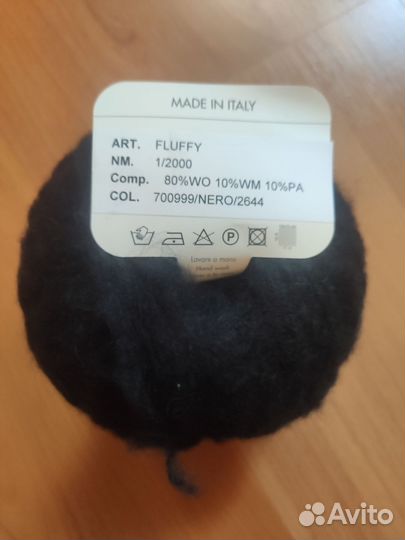 MADE IN ITALY
ART. FLUFFY
NM. 1/2000
Comp. 80%WO 10%WM 10%PA
COL. 700999/NERO/2644
P
Lavare a mano
Hand wash
Avito